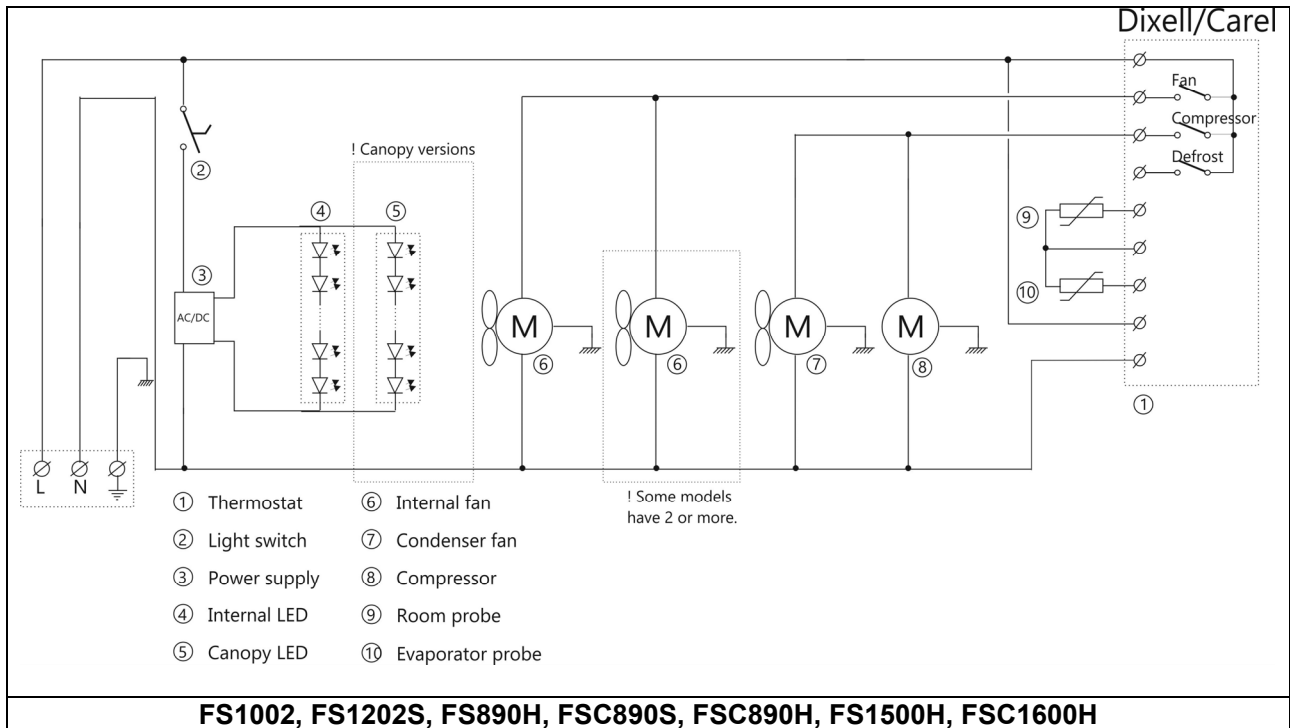 Dixell/Carel
Fan
Compressor
Defrost
! Canopy versions
②
④
⑤
③
AC/DC
⑨
⑩
M
M
M
M
⑥
⑥
⑦
⑧
①
L
N
! Some models
have 2 or more.
① Thermostat
② Light switch
③ Power supply
④ Internal LED
⑤ Canopy LED
⑥ Internal fan
⑦ Condenser fan
⑧ Compressor
⑨ Room probe
⑩ Evaporator probe
FS1002, FS1202S, FS890H, FSC890S, FSC890H, FS1500H, FSC1600H